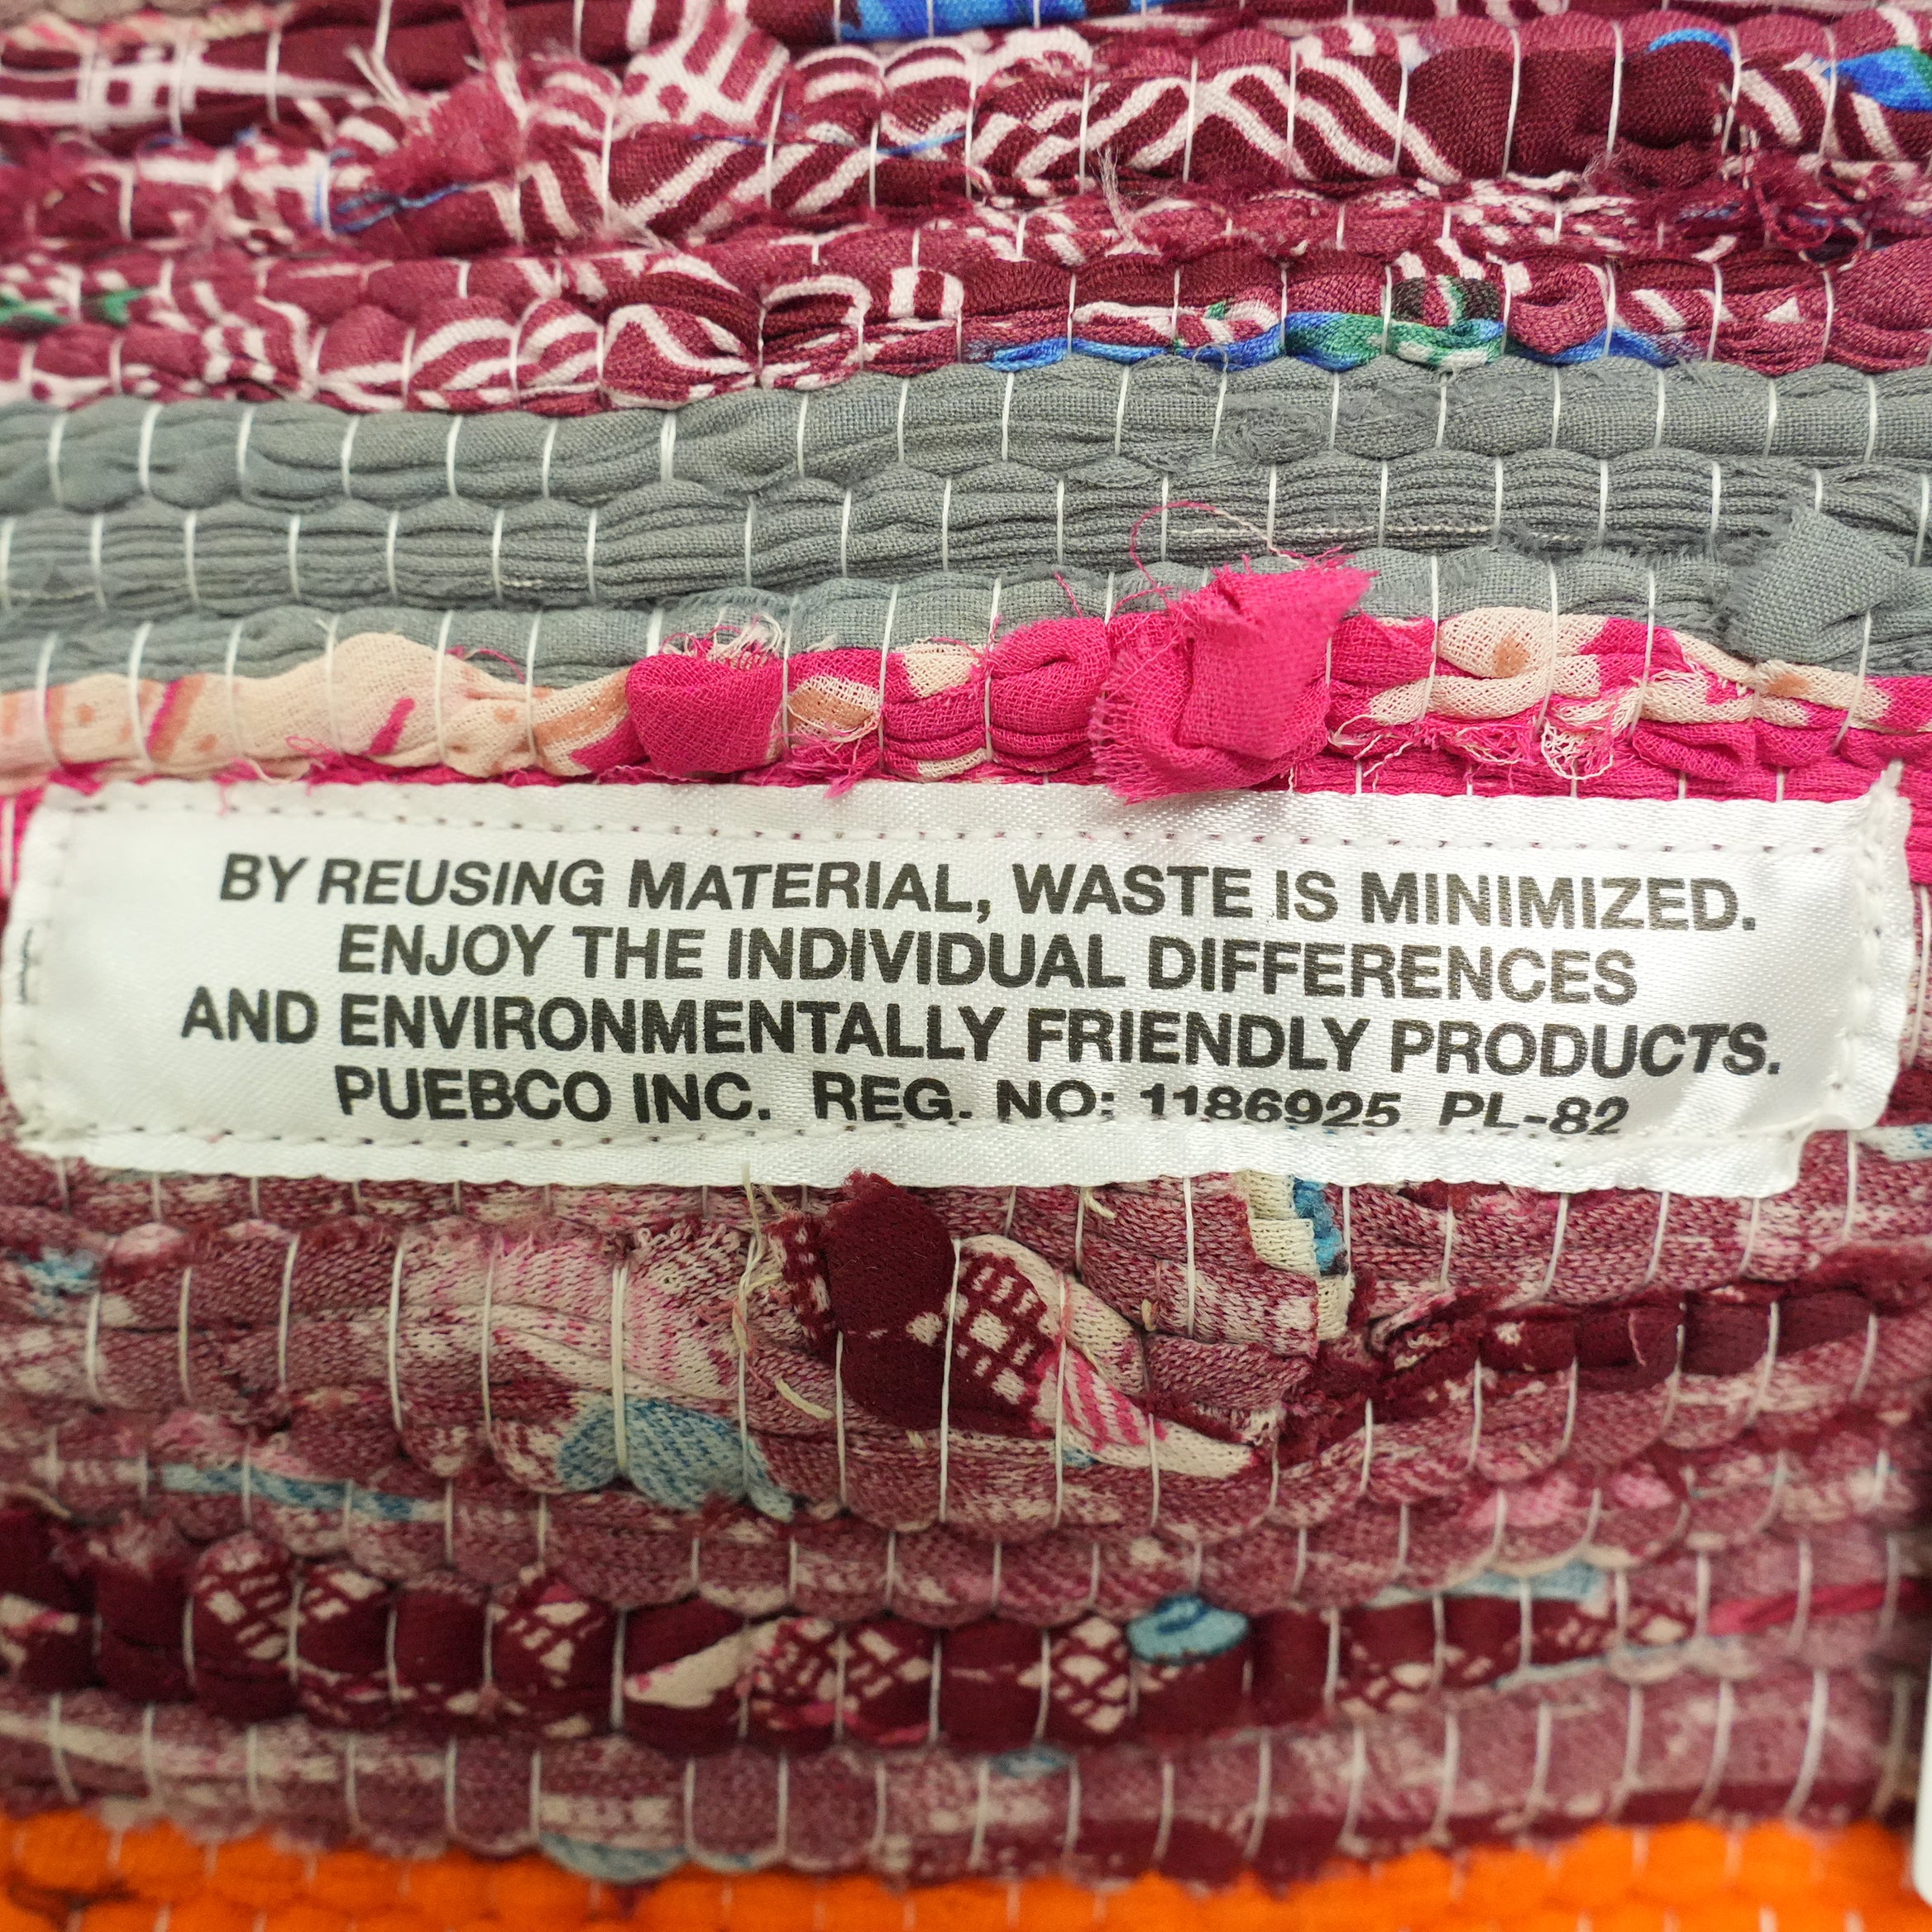 BY REUSING MATERIAL, WASTE IS MINIMIZED.
ENJOY THE INDIVIDUAL DIFFERENCES
AND ENVIRONMENTALLY FRIENDLY PRODUCTS.
PUEBCO INC. REG. NO: 1186925 PL-82